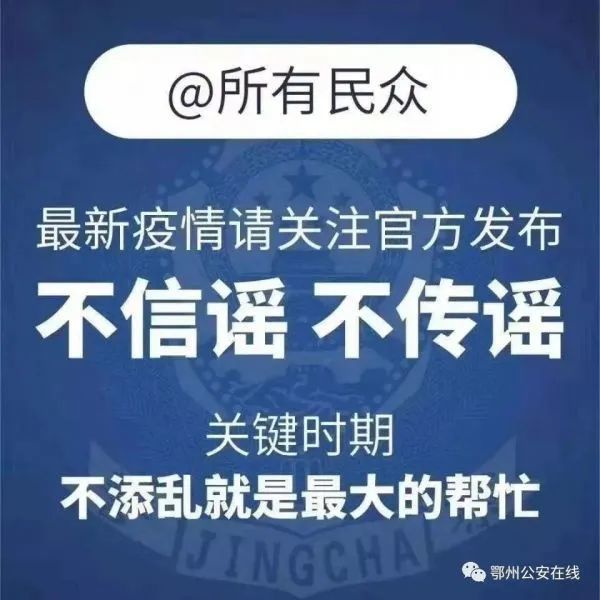 @所有民众
最新疫情请关注官方发布
不信谣 不传谣
关键时期
不添乱就是最大的帮忙
JINGCHA
鄂州公安在线